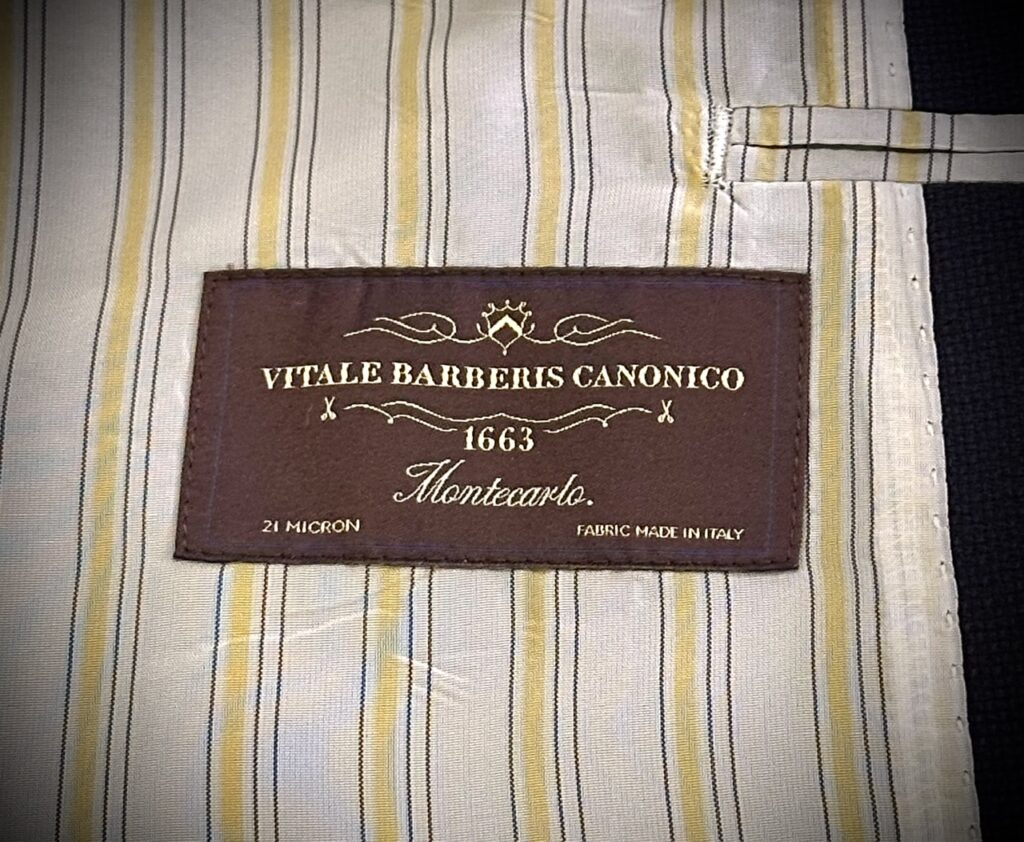 VITALE BARBERIS CANONICO
1663
Montecarlo.
21 MICRON
FABRIC MADE IN ITALY